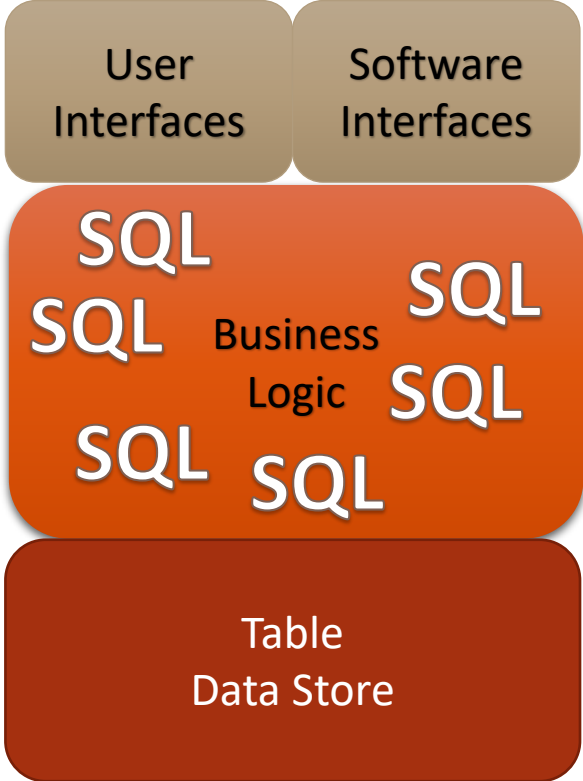 User
Interfaces
Software
Interfaces
SQL
SQL
SQL
Business
Logic
SQL
SQL
SQL
Table
Data Store